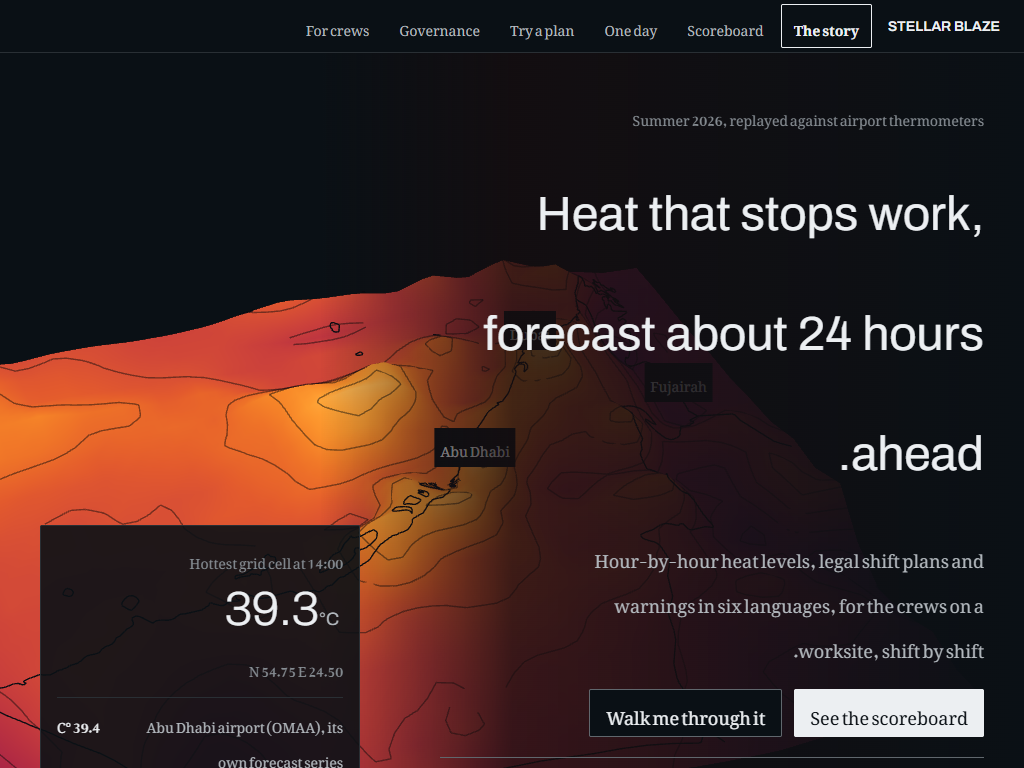 STELLAR BLAZE
The story
Scoreboard
One day
Try a plan
Governance
For crews
Summer 2026, replayed against airport thermometers
Heat that stops work,
forecast about 24 hours
.ahead
Fujairah
Abu Dhabi
Hour-by-hour heat levels, legal shift plans and
warnings in six languages, for the crews on a
.worksite, shift by shift
See the scoreboard
Walk me through it
Hottest grid cell at 14:00
39.3°C
N 54.75 E 24.50
Abu Dhabi airport (OMAA), its
own forecast series
C° 39.4